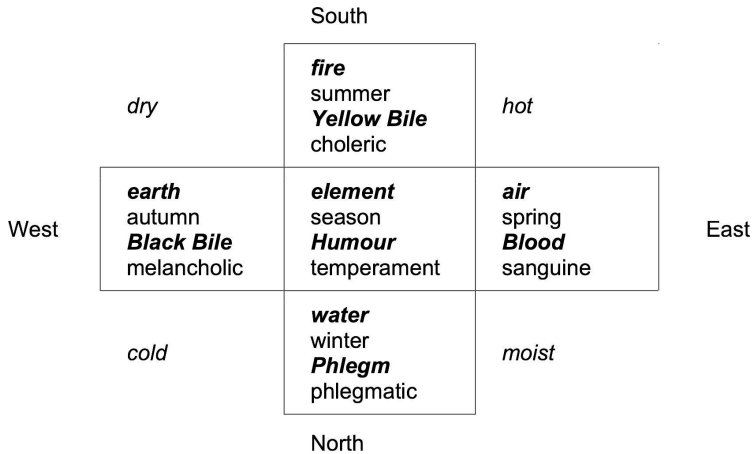 South
fire
summer
Yellow Bile
choleric
dry
hot
West
earth
autumn
Black Bile
melancholic
element
season
Humour
temperament
air
spring
Blood
sanguine
East
water
winter
Phlegm
phlegmatic
cold
moist
North